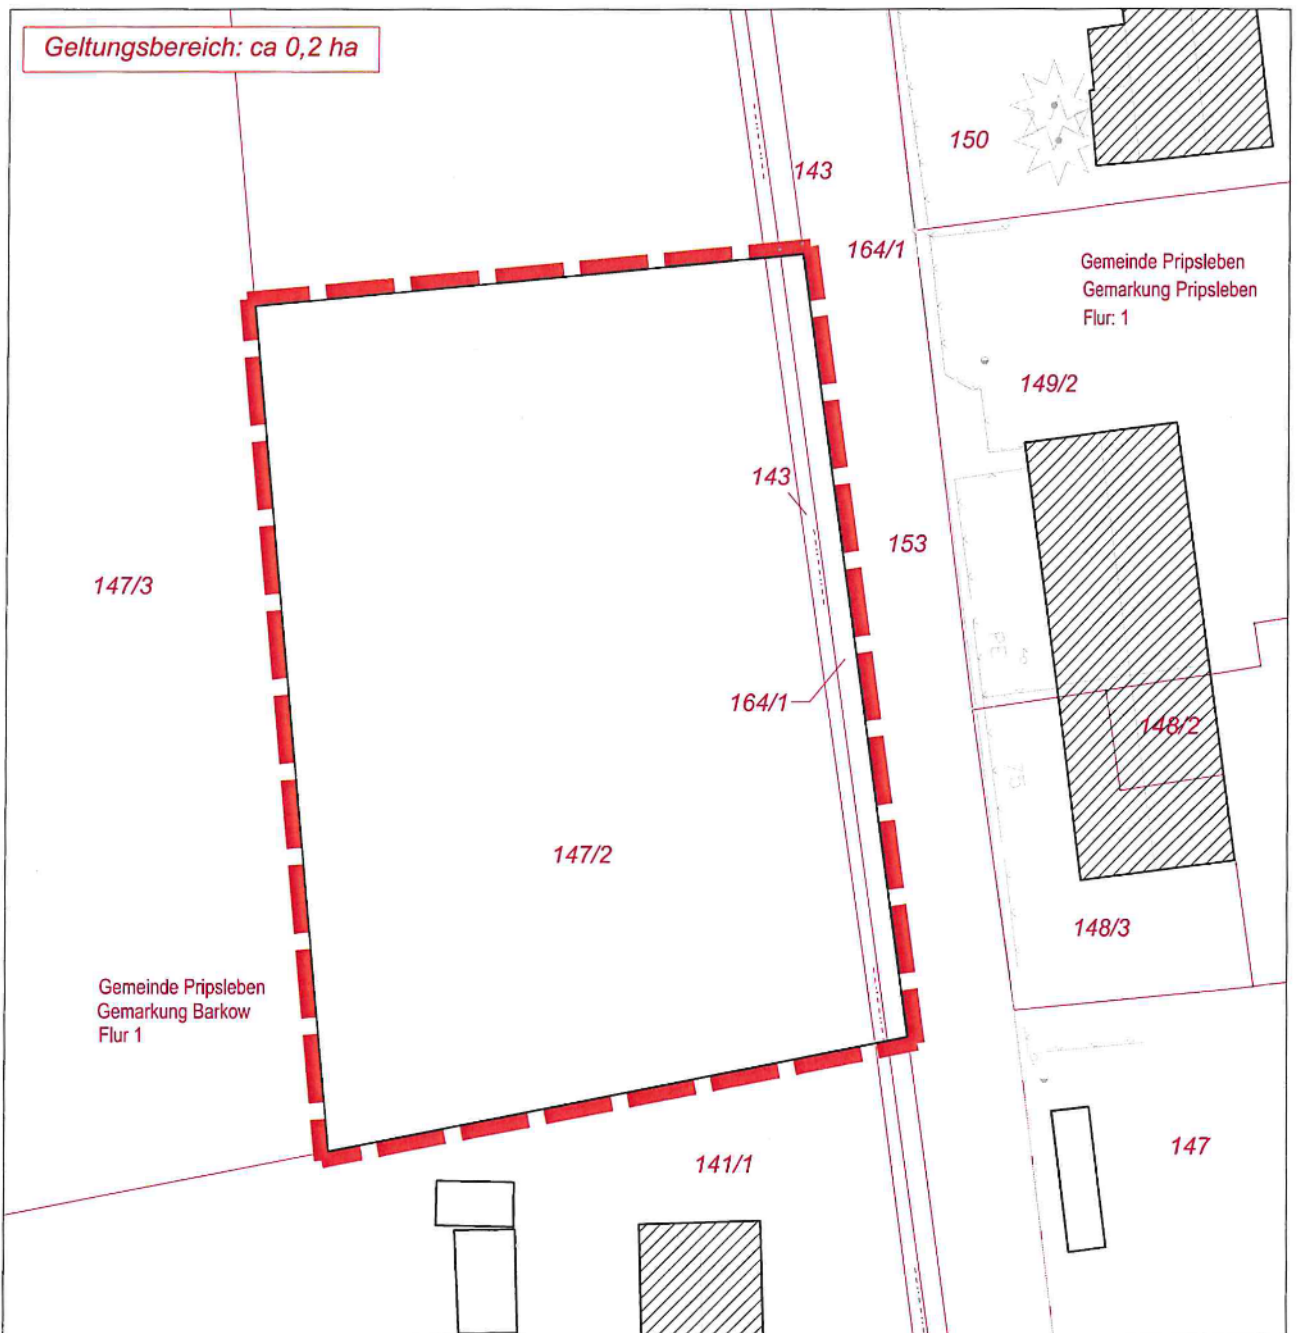 Geltungsbereich: ca 0,2 ha
150
143
164/1
Gemeinde Pripsleben
Gemarkung Pripsleben
Flur: 1
149/2
143
153
147/3
PE
164/1
148/2
75
147/2
148/3
Gemeinde Pripsleben
Gemarkung Barkow
Flur 1
147
141/1